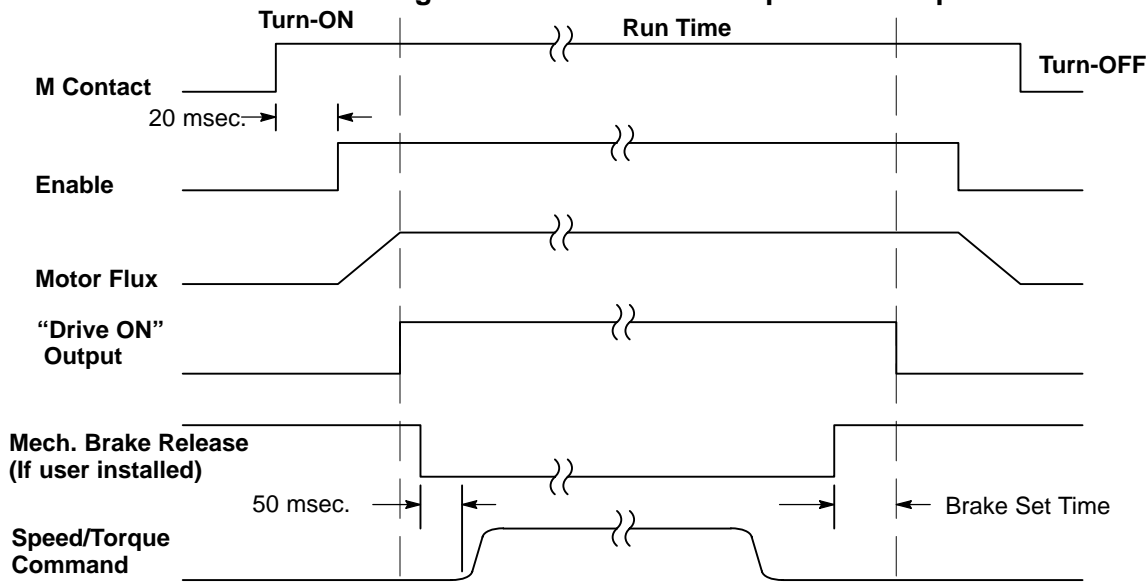 Turn-ON
Run Time
Turn-OFF
M Contact
20 msec.
Enable
Motor Flux
“Drive ON”
Output
Mech. Brake Release
(If user installed)
50 msec.
Brake Set Time
Speed/Torque
Command